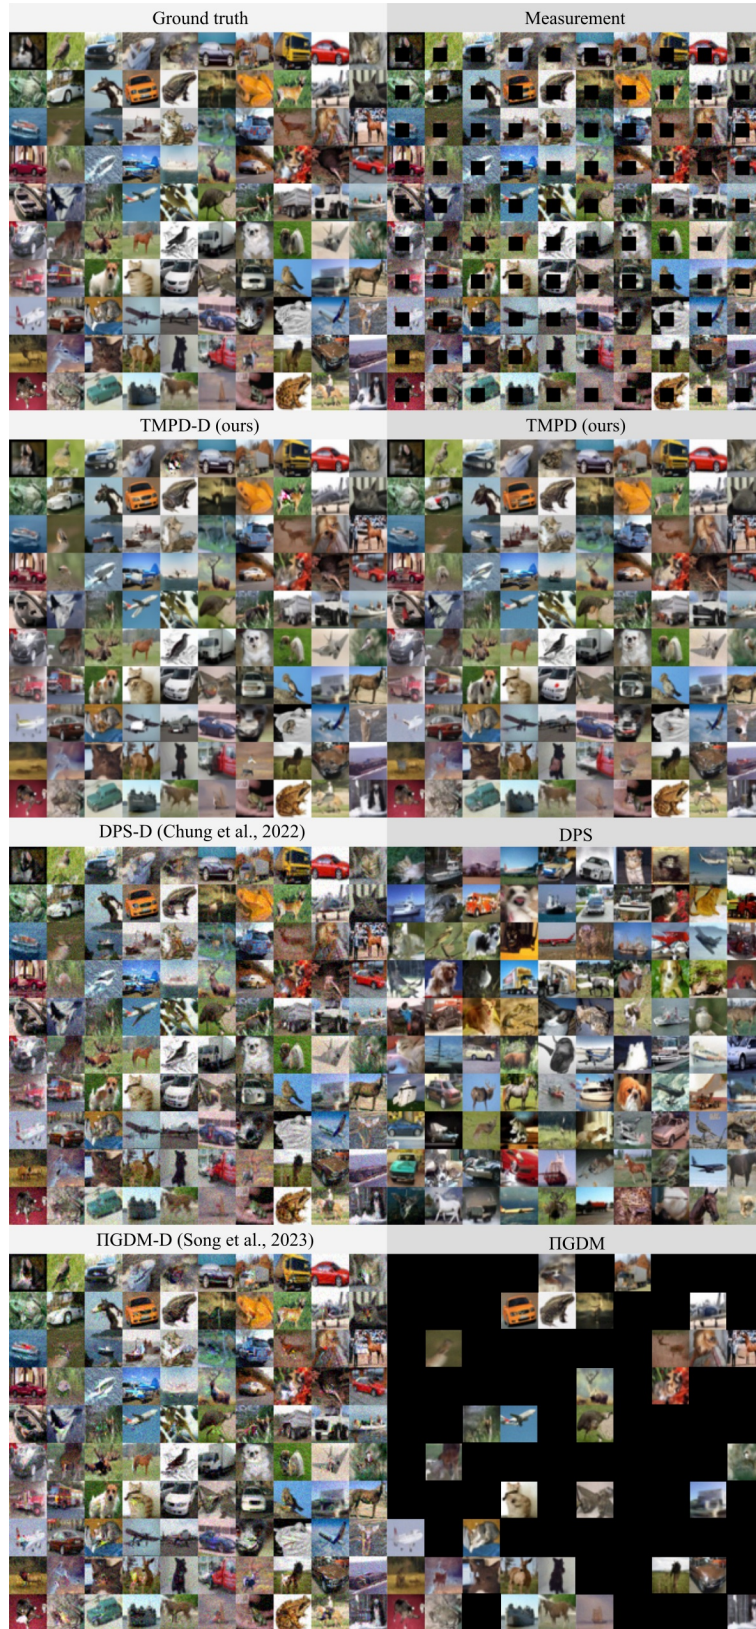 Ground truth
Measurement
TMPD-D (ours)
TMPD (ours)
DPS-D (Chung et al., 2022)
DPS
ΠGDM-D (Song et al., 2023)
ΠGDM